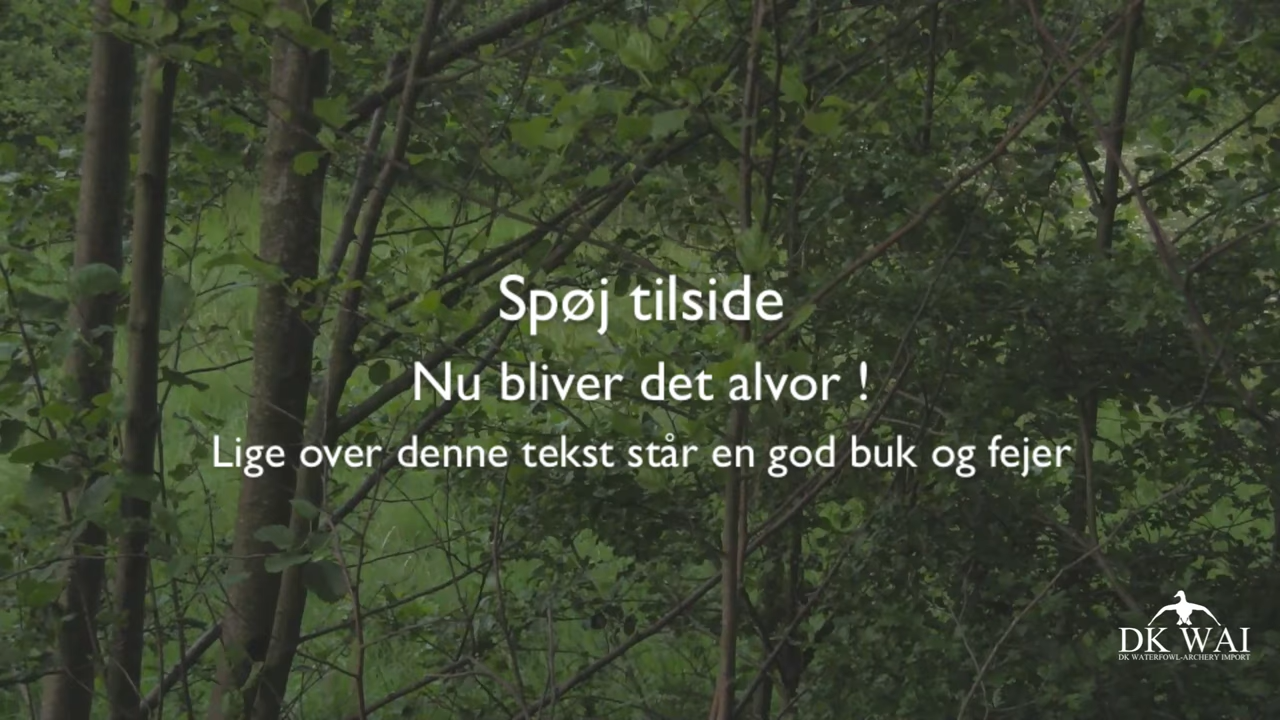 Spøj tilside
Nu bliver det alvor !
Lige over denne tekst står en god buk og fejer
DK WAI
DK WATERFOWL-ARCHERY IMPORT